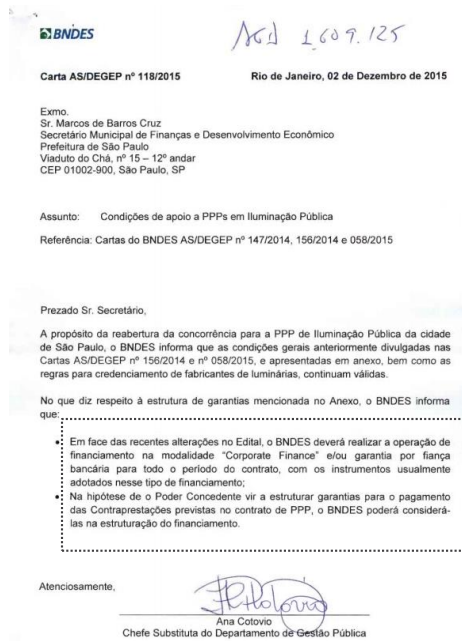 BNDES
AGD 1.609.125
Carta AS/DEGEP nº 118/2015 Rio de Janeiro, 02 de Dezembro de 2015
Exmo.
Sr. Marcos de Barros Cruz
Secretário Municipal de Finanças e Desenvolvimento Econômico
Prefeitura de São Paulo
Viaduto do Chá, nº 15 – 12º andar
CEP 01002-900, São Paulo, SP
Assunto: Condições de apoio a PPPs em Iluminação Pública
Referência: Cartas do BNDES AS/DEGEP nº 147/2014, 156/2014 e 058/2015
Prezado Sr. Secretário,
A propósito da reabertura da concorrência para a PPP de Iluminação Pública da cidade
de São Paulo, o BNDES informa que as condições gerais anteriormente divulgadas nas
Cartas AS/DEGEP nº 156/2014 e nº 058/2015, e apresentadas em anexo, bem como as
regras para credenciamento de fabricantes de luminárias, continuam válidas.
No que diz respeito à estrutura de garantias mencionada no Anexo, o BNDES informa
que:
• Em face das recentes alterações no Edital, o BNDES deverá realizar a operação de
financiamento na modalidade "Corporate Finance" e/ou garantia por fiança
bancária para todo o período do contrato, com os instrumentos usualmente
adotados nesse tipo de financiamento;
• Na hipótese de o Poder Concedente vir a estruturar garantias para o pagamento
das Contraprestações previstas no contrato de PPP, o BNDES poderá considerá-
las na estruturação do financiamento.
Atenciosamente,
Ana Cotovio
Chefe Substituta do Departamento de Gestão Pública